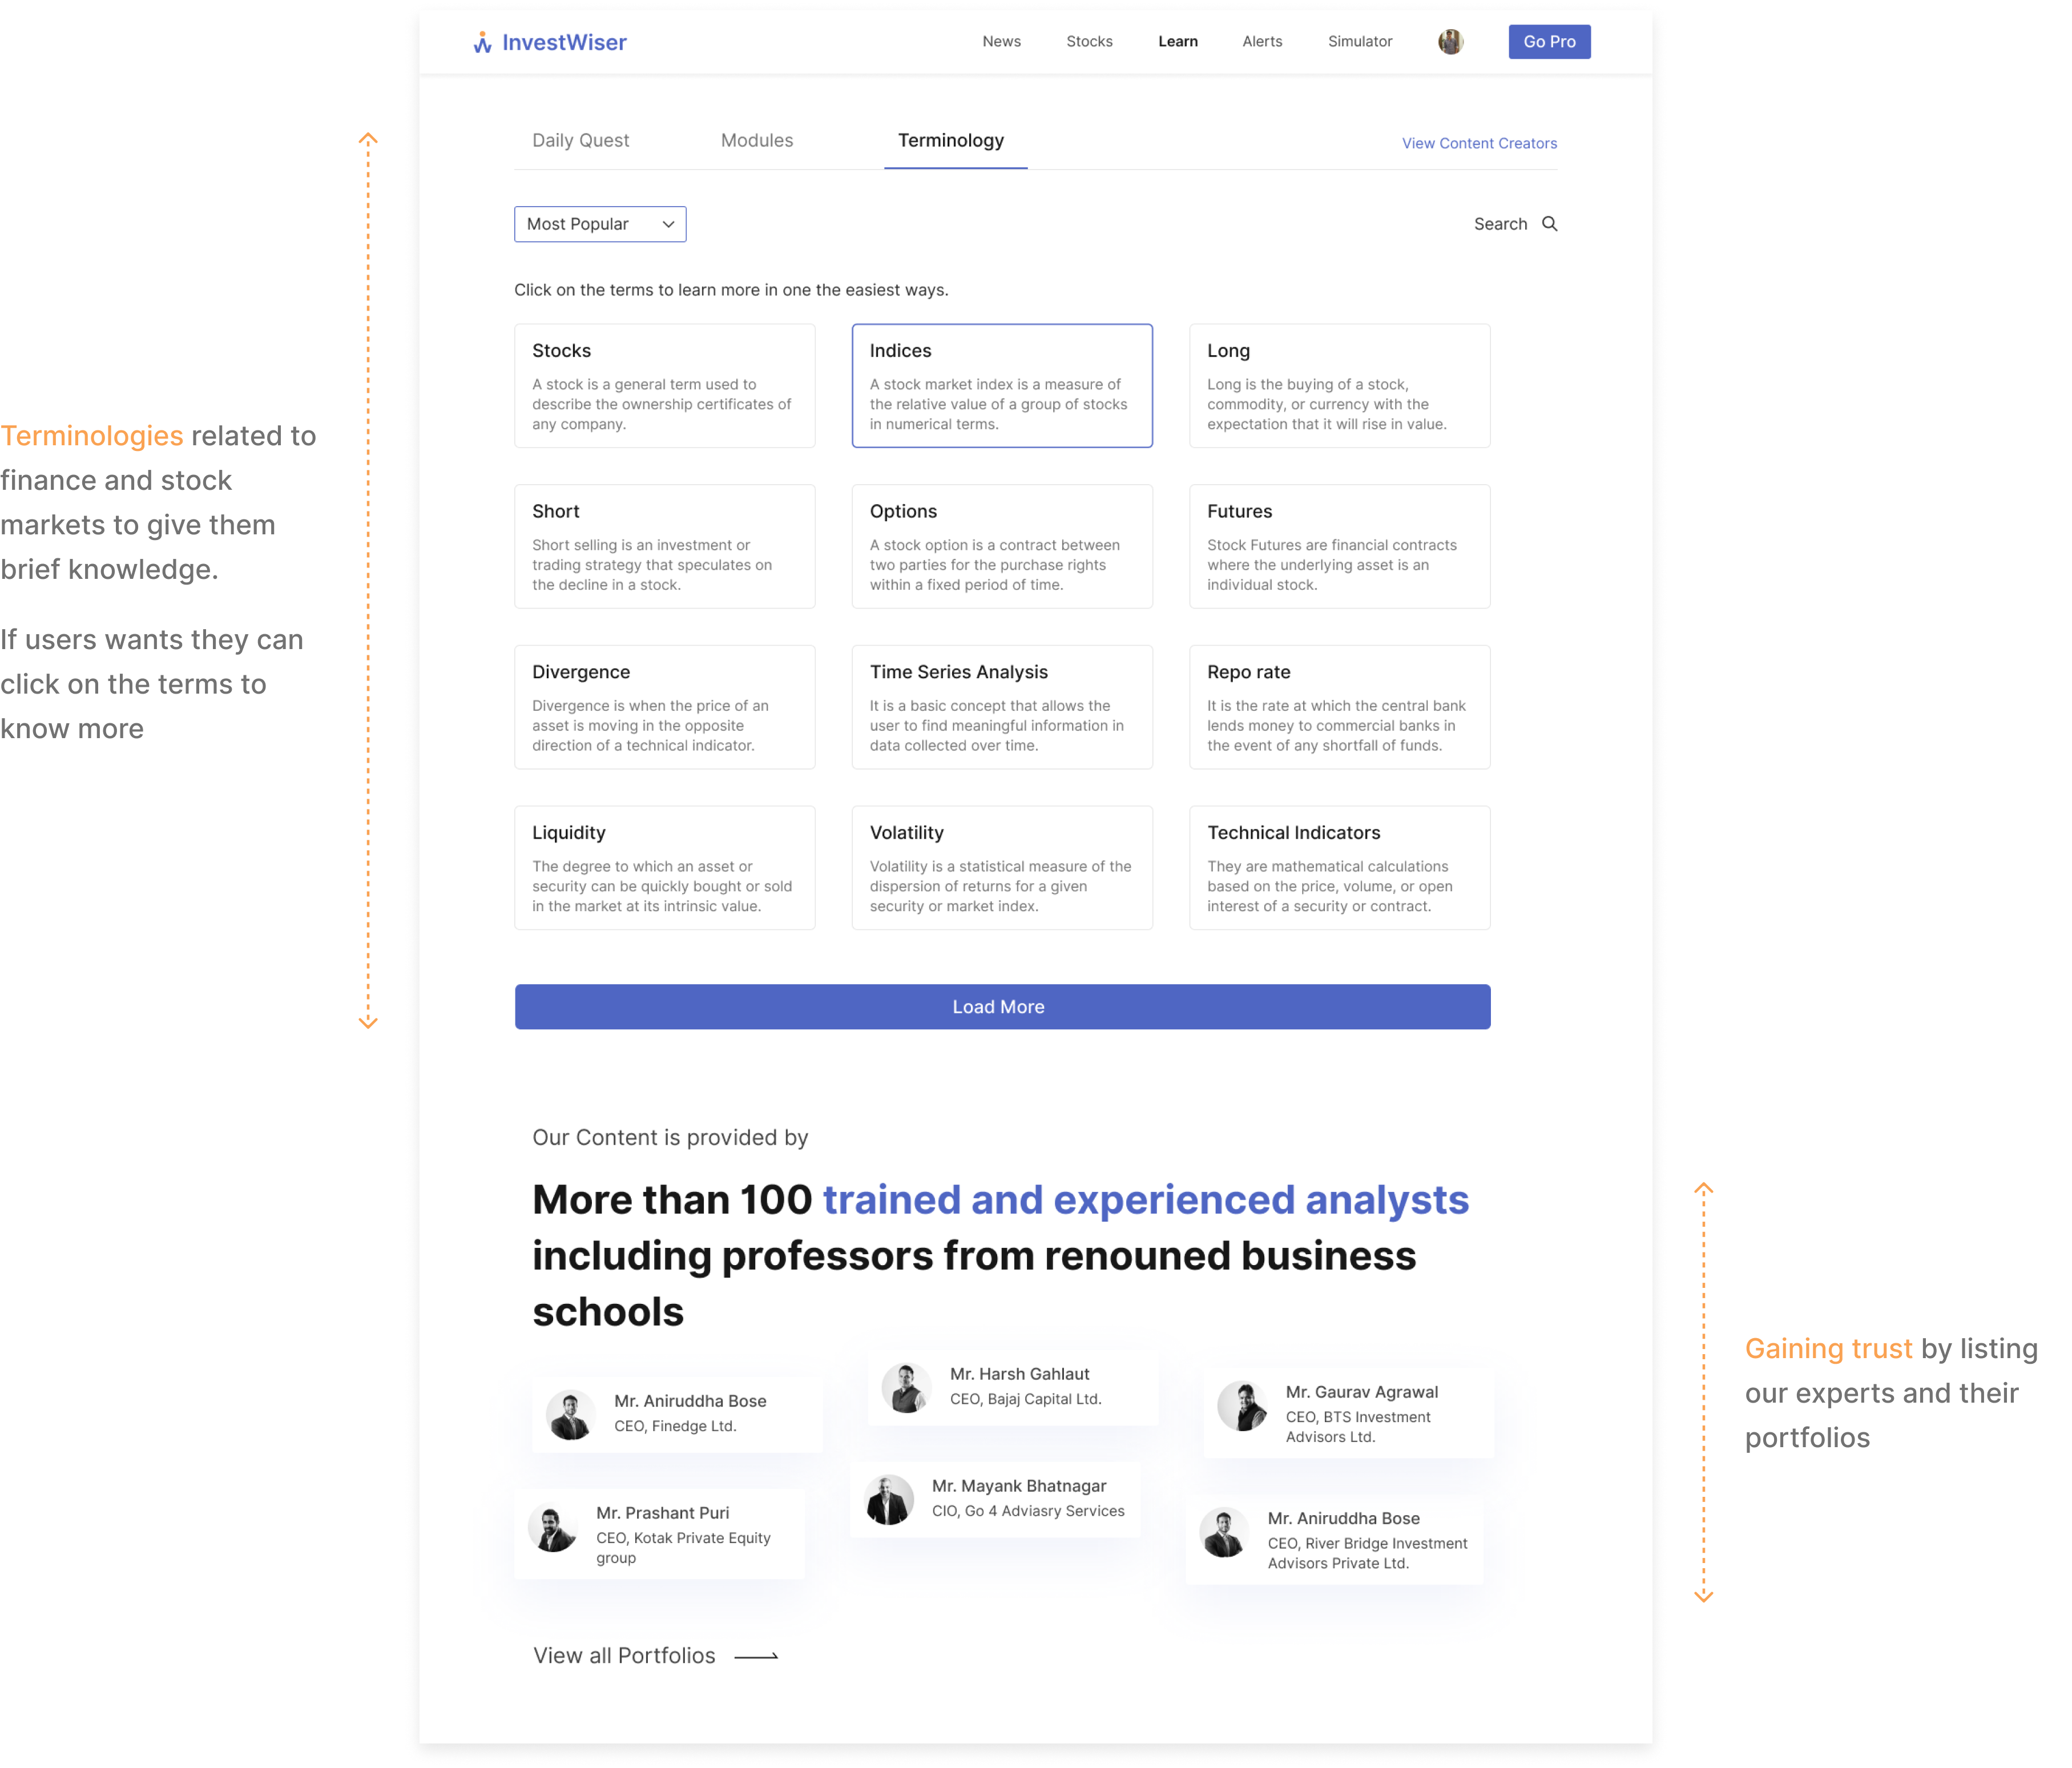 InvestWiser
News
Stocks
Learn
Alerts
Simulator
Go Pro
Daily Quest
Modules
Terminology
View Content Creators
Most Popular
Search
Click on the terms to learn more in one the easiest ways.
Stocks
A stock is a general term used to
describe the ownership certificates of
any company.
Indices
A stock market index is a measure of
the relative value of a group of stocks
in numerical terms.
Long
Long is the buying of a stock,
commodity, or currency with the
expectation that it will rise in value.
Short
Short selling is an investment or
trading strategy that speculates on
the decline in a stock.
Options
A stock option is a contract between
two parties for the purchase rights
within a fixed period of time.
Futures
Stock Futures are financial contracts
where the underlying asset is an
individual stock.
Divergence
Divergence is when the price of an
asset is moving in the opposite
direction of a technical indicator.
Time Series Analysis
It is a basic concept that allows the
user to find meaningful information in
data collected over time.
Repo rate
It is the rate at which the central bank
lends money to commercial banks in
the event of any shortfall of funds.
Liquidity
The degree to which an asset or
security can be quickly bought or sold
in the market at its intrinsic value.
Volatility
Volatility is a statistical measure of the
dispersion of returns for a given
security or market index.
Technical Indicators
They are mathematical calculations
based on the price, volume, or open
interest of a security or contract.
Load More
Terminologies related to
finance and stock
markets to give them
brief knowledge.
If users wants they can
click on the terms to
know more
Our Content is provided by
More than 100 trained and experienced analysts
including professors from renouned business
schools
Mr. Aniruddha Bose
CEO, Finedge Ltd.
Mr. Harsh Gahlaut
CEO, Bajaj Capital Ltd.
Mr. Gaurav Agrawal
CEO, BTS Investment
Advisors Ltd.
Mr. Prashant Puri
CEO, Kotak Private Equity
group
Mr. Mayank Bhatnagar
CIO, Go 4 Adviasry Services
Mr. Aniruddha Bose
CEO, River Bridge Investment
Advisors Private Ltd.
View all Portfolios
Gaining trust by listing
our experts and their
portfolios